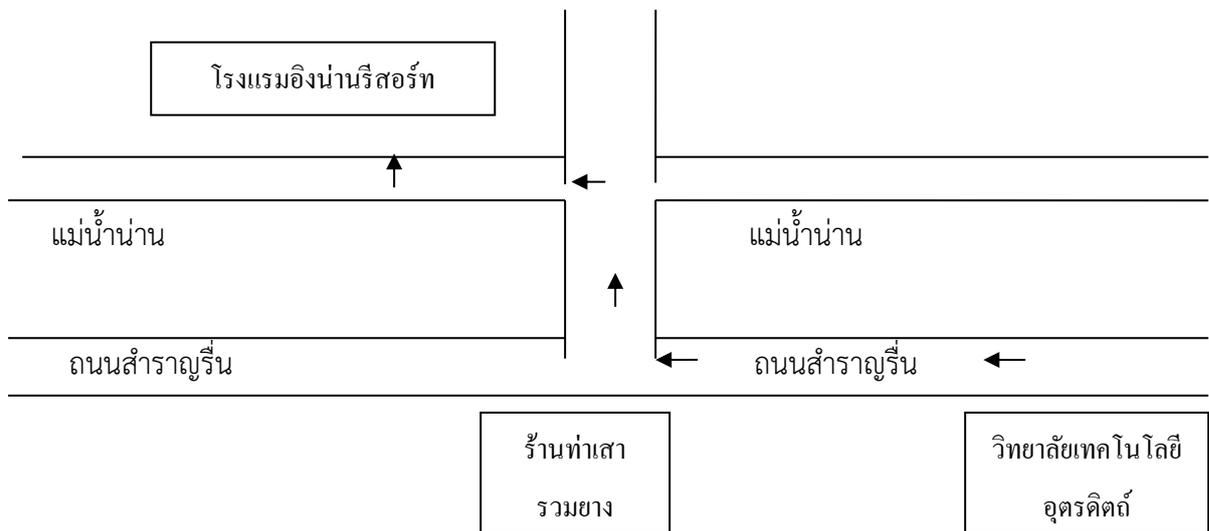 โรงแรมอิงน่านรีสอร์ท
แม่น้ำน่าน
แม่น้ำน่าน
ถนนสำราญรื่น
ถนนสำราญรื่น
ร้านท่าเสา
รวมยาง
วิทยาลัยเทคโนโลยี
อุตรดิตถ์